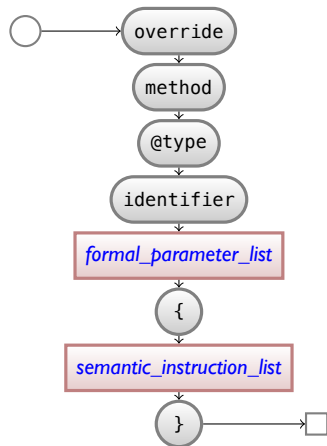 override
method
@type
identifier
formal_parameter_list
{
semantic_instruction_list
}